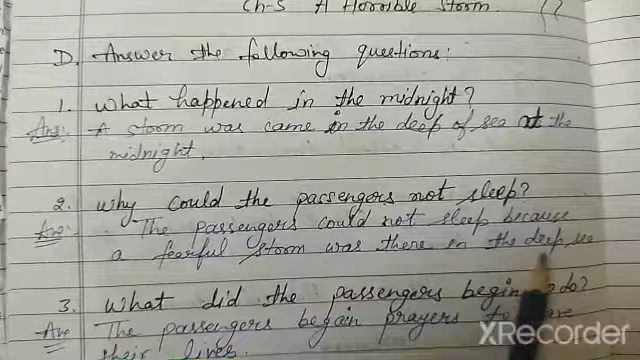 Ch-5 A Horrible Storm.
D. Answer the following questions:
1. What happened in the midnight?
Ans: A storm was came in the deep of sea at the
midnight.
2. Why could the passengers not sleep?
Ans: The passengers could not sleep because
a fearful storm was there in the deep sea
3. What did the passengers begin do?
Ans The passengers begain prayers to
their lives.
XRecorder